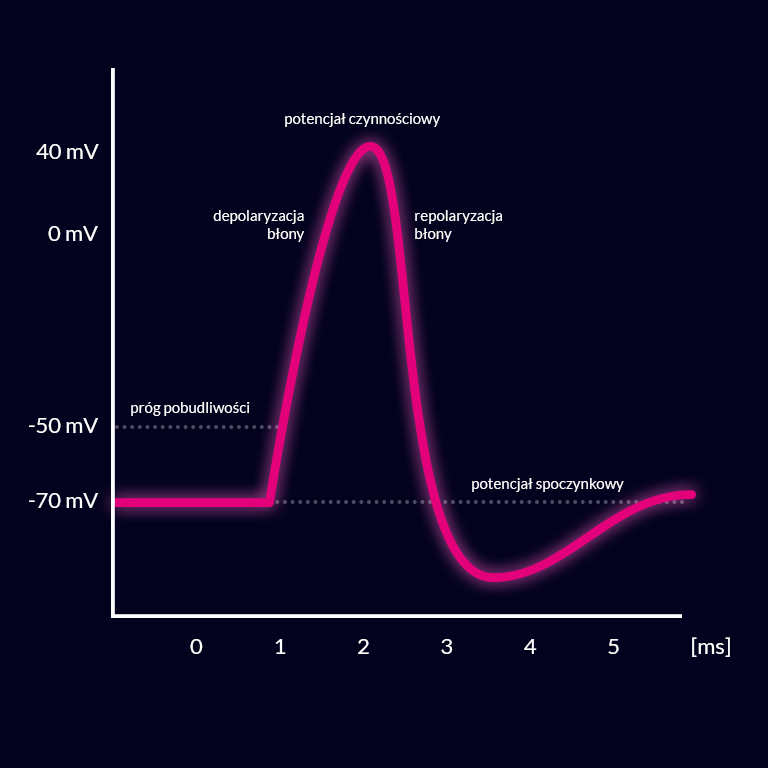 potencjał czynnościowy
40 mV
depolaryzacja
błony
repolaryzacja
błony
0 mV
próg pobudliwości
-50 mV
potencjał spoczynkowy
-70 mV
0 1 2 3 4 5 [ms]